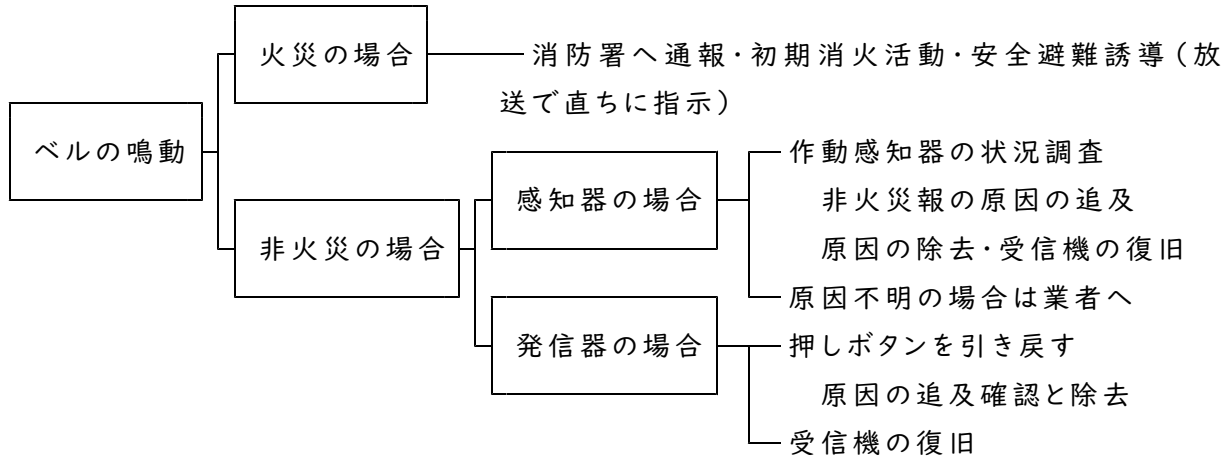 火災の場合
消防署へ通報・初期消火活動・安全避難誘導(放
送で直ちに指示)
ベルの鳴動
作動感知器の状況調査
感知器の場合
非火災報の原因の追及
非火災の場合
原因の除去・受信機の復旧
原因不明の場合は業者へ
発信器の場合
押しボタンを引き戻す
原因の追及確認と除去
受信機の復旧